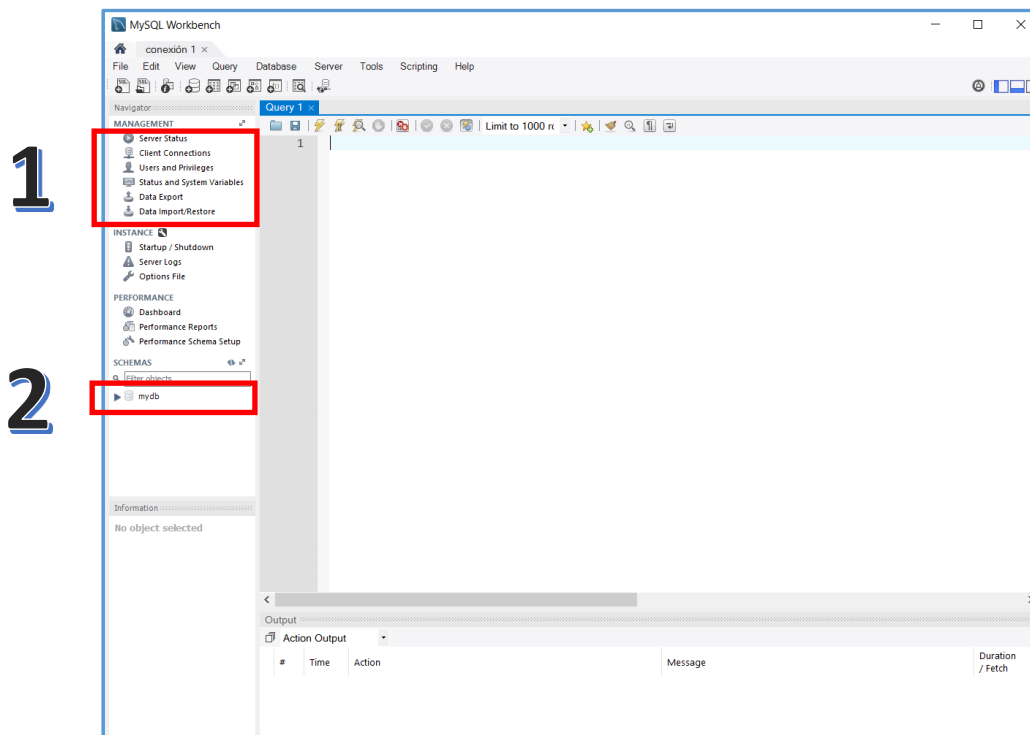 MySQL Workbench
conexión 1
File Edit View Query Database Server Tools Scripting Help
Navigator
Query 1
MANAGEMENT
Limit to 1000 rc
1
Server Status
1
Client Connections
Users and Privileges
Status and System Variables
Data Export
Data Import/Restore
INSTANCE
Startup / Shutdown
Server Logs
Options File
PERFORMANCE
Dashboard
Performance Reports
Performance Schema Setup
SCHEMAS
Filter objects
2
mydb
Information
No object selected
Output
Action Output
# Time Action Message Duration / Fetch